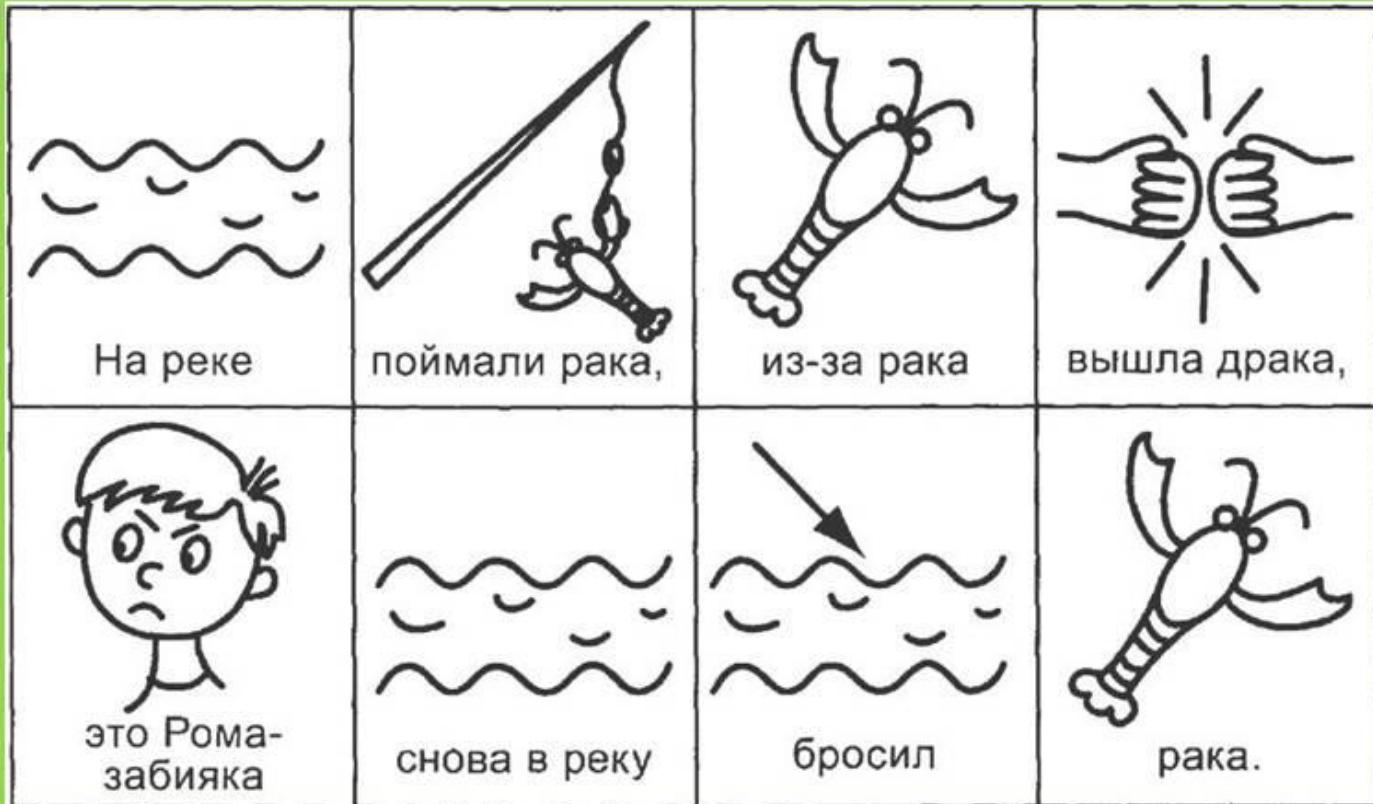 На реке
поймали рака,
из-за рака
вышла драка,
это Рома-
забияка
снова в реку
бросил
рака.